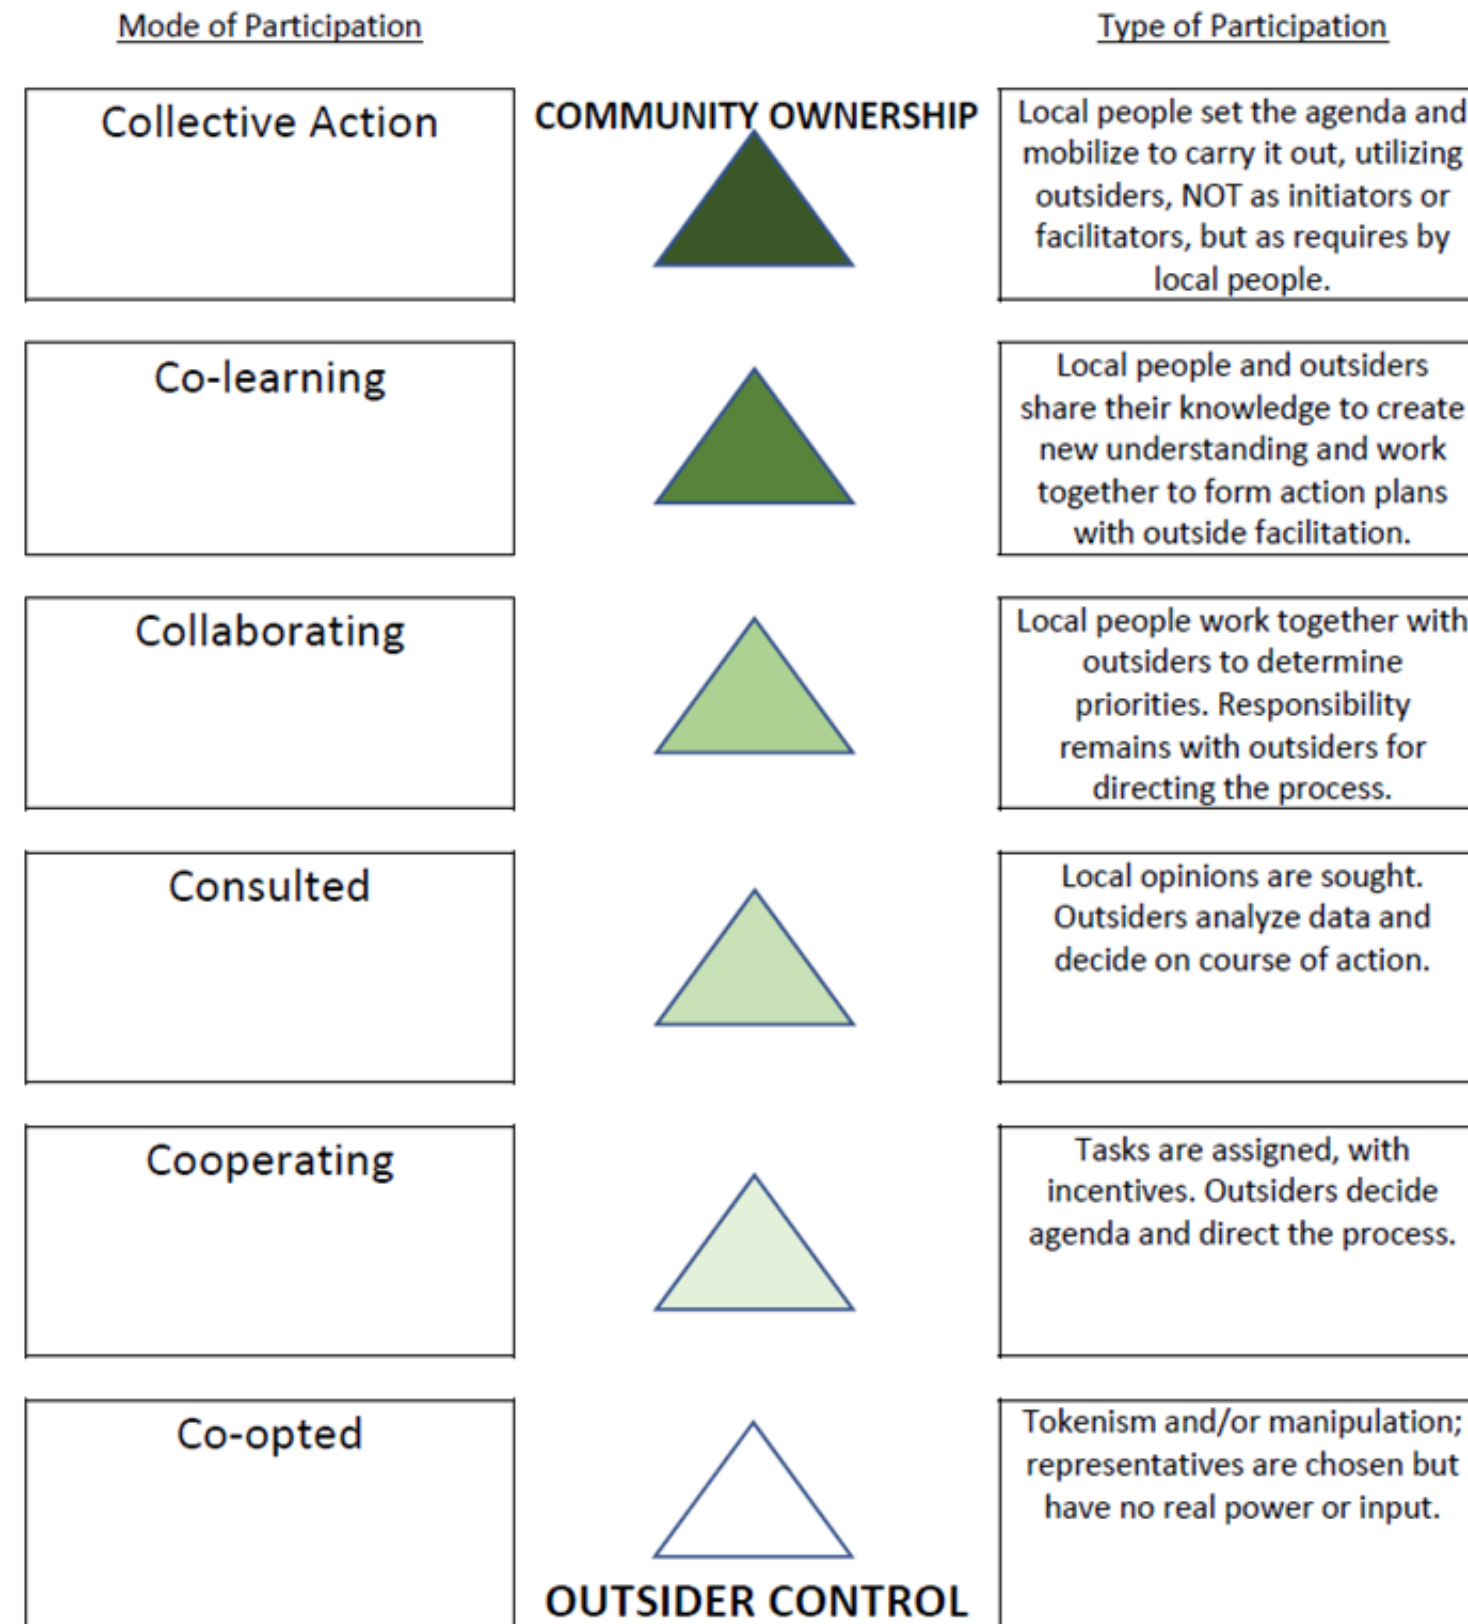 Mode of Participation
Type of Participation
Collective Action
COMMUNITY OWNERSHIP
Local people set the agenda and
mobilize to carry it out, utilizing
outsiders, NOT as initiators or
facilitators, but as requires by
local people.
Co-learning
Local people and outsiders
share their knowledge to create
new understanding and work
together to form action plans
with outside facilitation.
Collaborating
Local people work together with
outsiders to determine
priorities. Responsibility
remains with outsiders for
directing the process.
Consulted
Local opinions are sought.
Outsiders analyze data and
decide on course of action.
Cooperating
Tasks are assigned, with
incentives. Outsiders decide
agenda and direct the process.
Co-opted
Tokenism and/or manipulation;
representatives are chosen but
have no real power or input.
OUTSIDER CONTROL